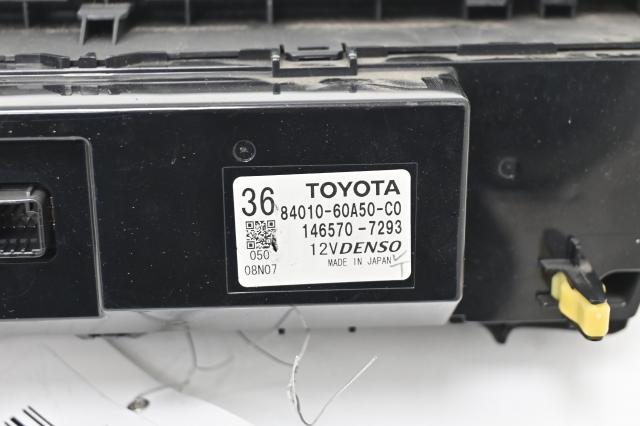 36 TOYOTA
84010-60A50-C0
146570-7293
050 12V DENSO
08N07 MADE IN JAPAN
T